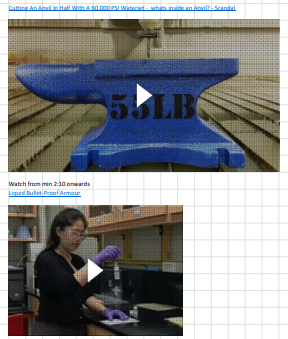 Cutting An Anvil In Half With A 60,000 PSI Waterjet - whats inside an Anvil? - Scandal
55LB
Watch from min 2:10 onwards
Liquid Bullet-Proof Armour